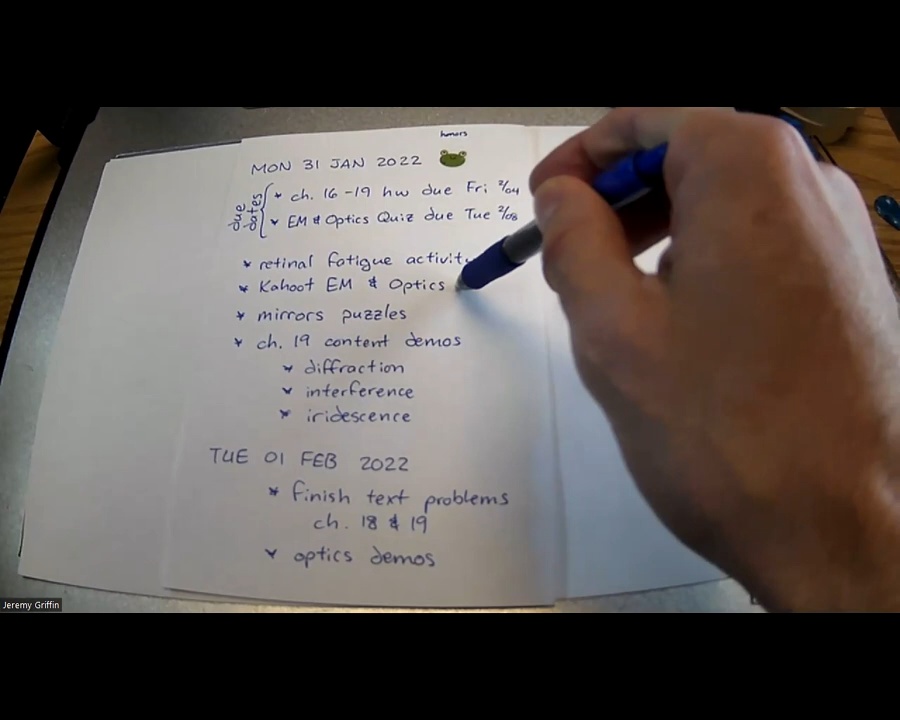 honors
MON 31 JAN 2022
due dates
* ch. 16-19 hw due Fri 2/04
* EM & Optics Quiz due Tue 2/08
* retinal fatigue activity
* Kahoot EM & Optics
* mirrors puzzles
* ch. 19 content demos
* diffraction
* interference
* iridescence
TUE 01 FEB 2022
* finish text problems
ch. 18 & 19
* optics demos
Jeremy Griffin